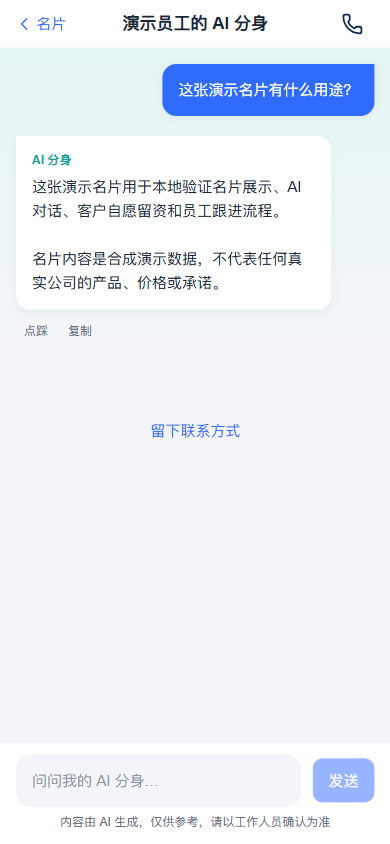 名片
演示员工的 AI 分身
这张演示名片有什么用途？
AI 分身
这张演示名片用于本地验证名片展示、AI
对话、客户自愿留资和员工跟进流程。
名片内容是合成演示数据，不代表任何真
实公司的产品、价格或承诺。
点踩 复制
留下联系方式
问问我的 AI 分身...
发送
内容由 AI 生成，仅供参考，请以工作人员确认为准